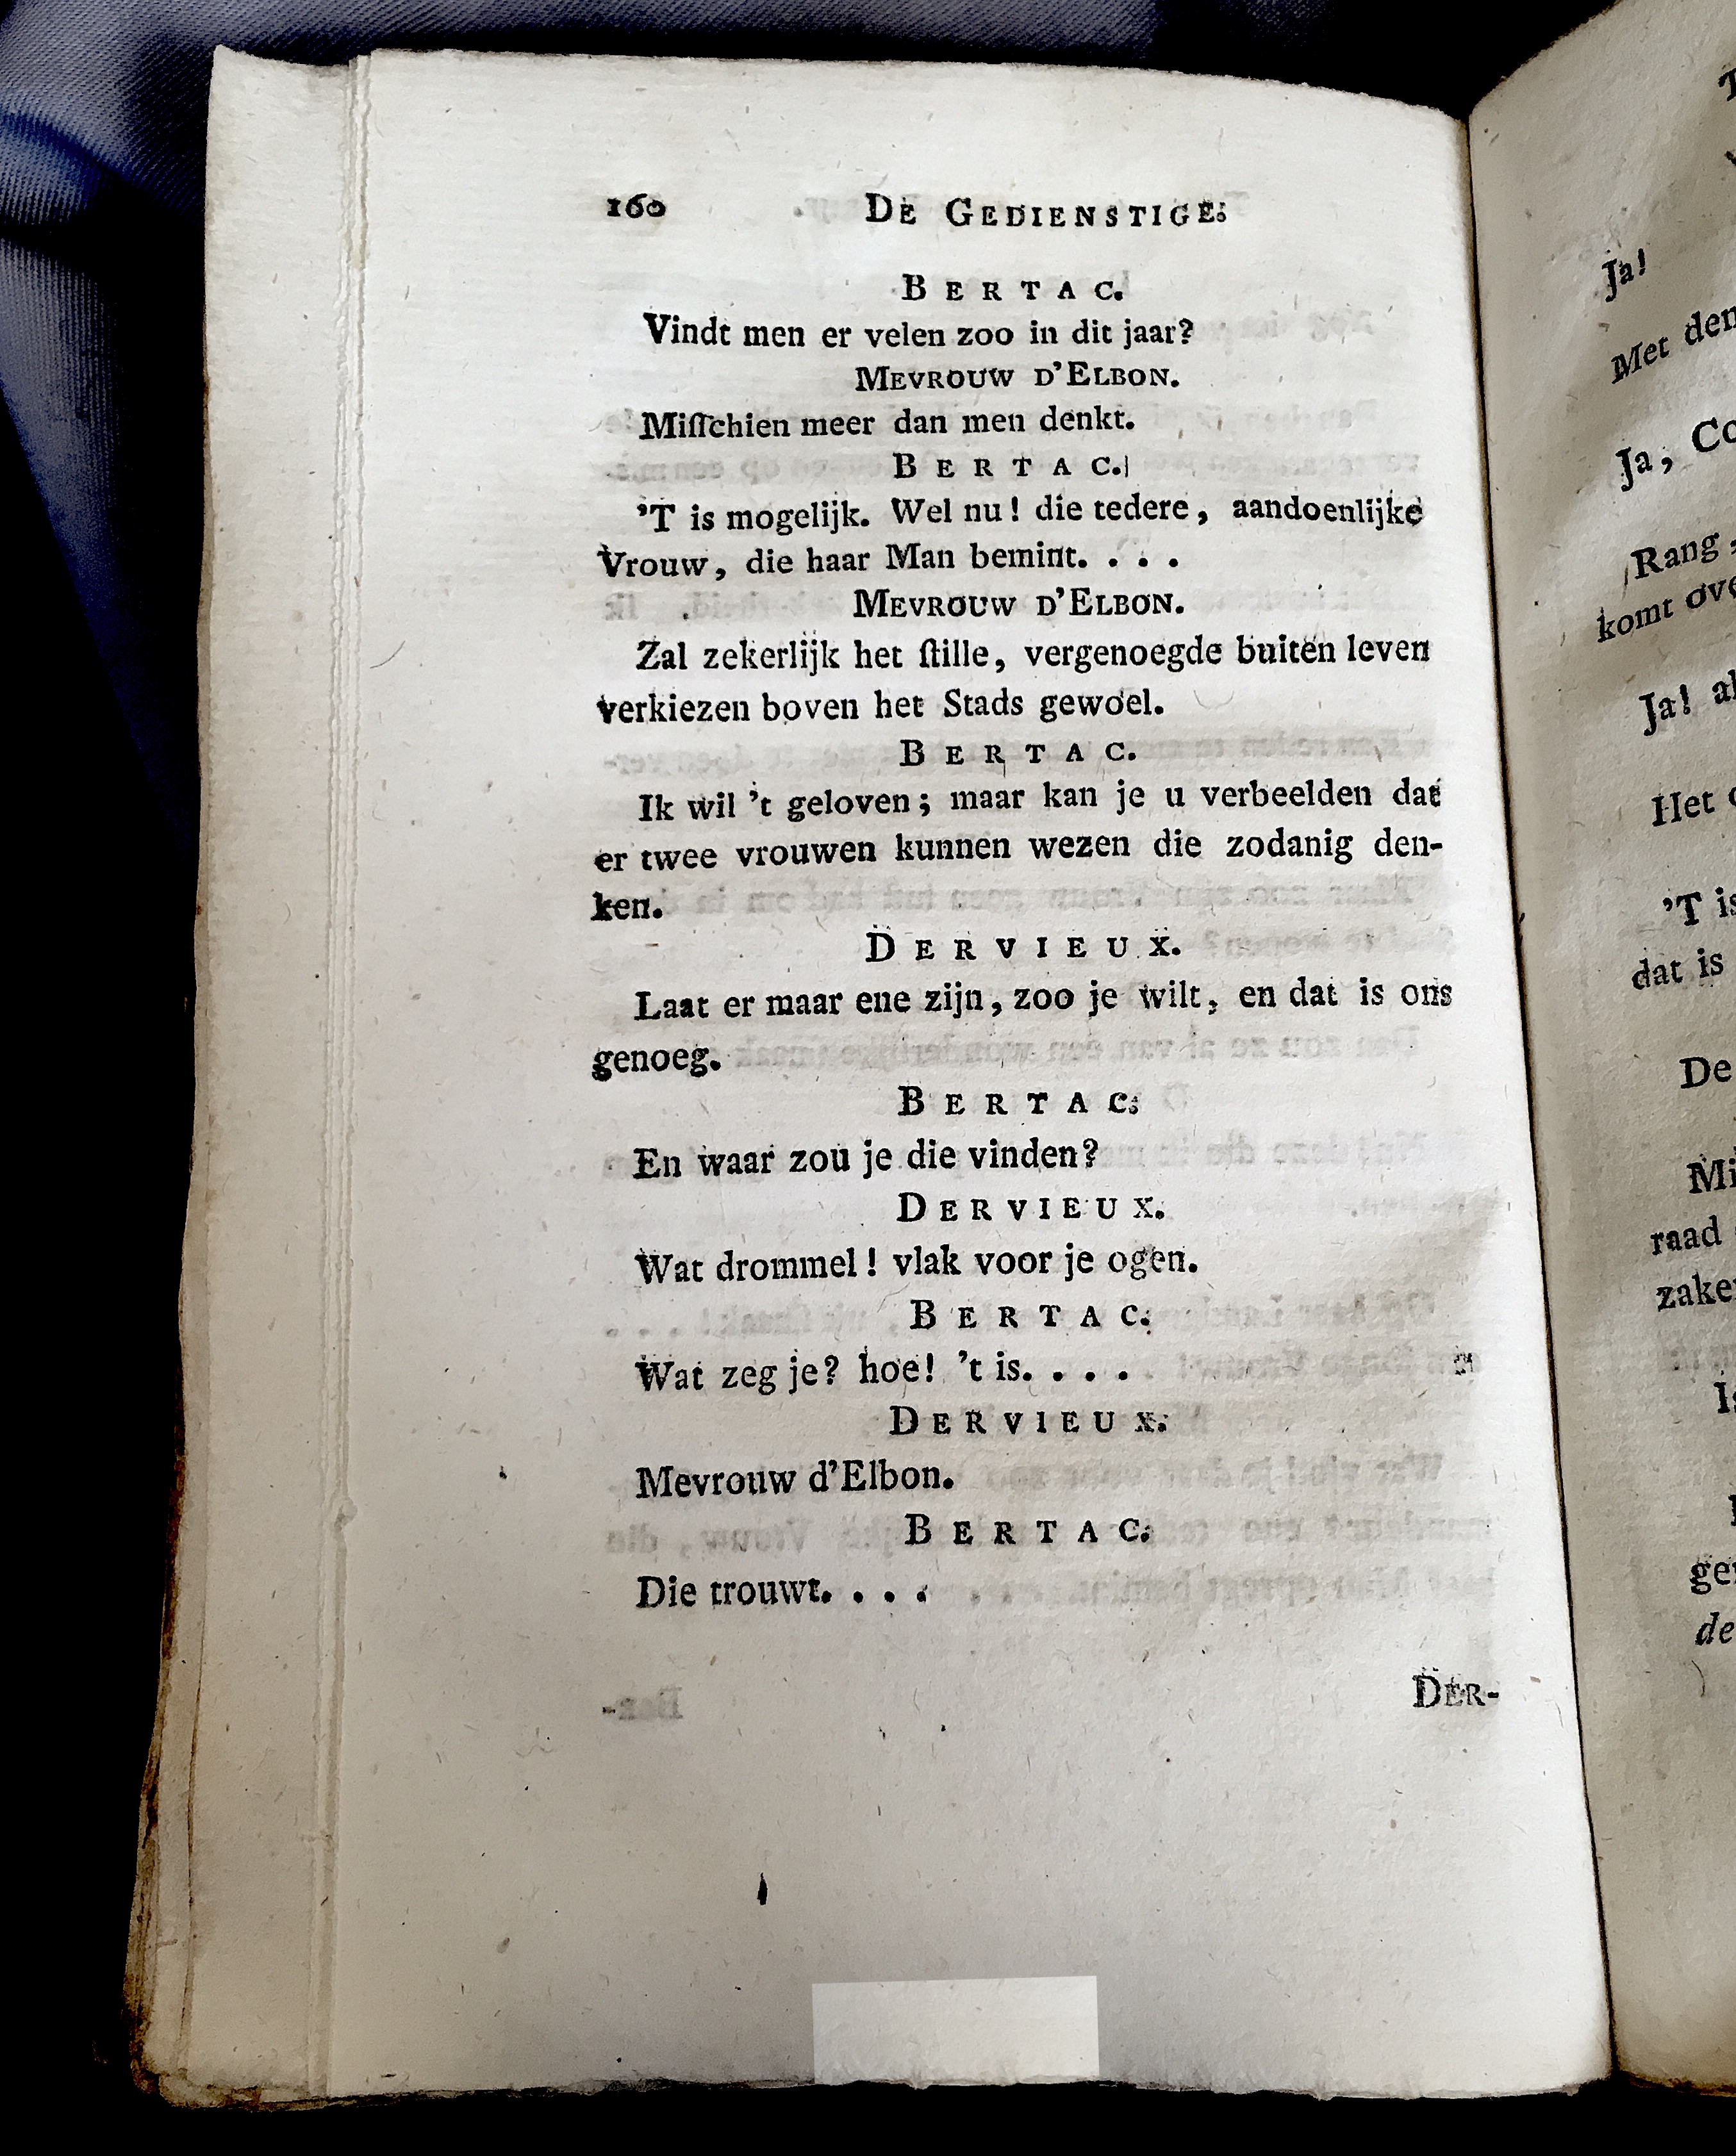 160 DE GEDIENSTIGE.
BERTAC.
Vindt men er velen zoo in dit jaar?
MEVROUW D'ELBON.
Miſſchien meer dan men denkt.
BERTAC.
'T is mogelijk. Wel nu! die tedere, aandoenlijke
Vrouw, die haar Man bemint. . . .
MEVROUW D'ELBON.
Zal zekerlijk het ſtille, vergenoegde buiten leven
verkiezen boven het Stads gewoel.
BERTAC.
Ik wil 't geloven; maar kan je u verbeelden dat
er twee vrouwen kunnen wezen die zodanig den-
ken.
DERVIEUX.
Laat er maar ene zijn, zoo je wilt, en dat is ons
genoeg.
BERTAC.
En waar zou je die vinden?
DERVIEUX.
Wat drommel! vlak voor je ogen.
BERTAC.
Wat zeg je? hoe! 't is. . . .
DERVIEUX.
Mevrouw d'Elbon.
BERTAC.
Die trouwt. . . .
DER-
Ja!
Met den
Ja, Co
Rang
komt ove
Ja! al
Het
'T is
dat is
De
Mi
raad
zaken
ger
de